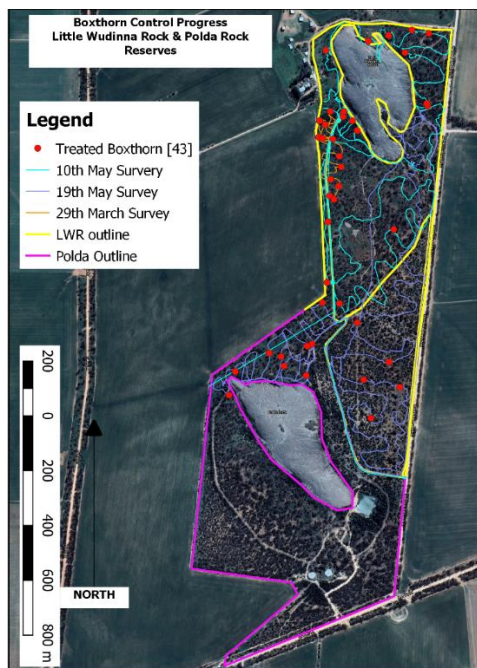 Boxthorn Control Progress
Little Wudinna Rock & Polda Rock
Reserves
Legend
Treated Boxthorn [43]
10th May Survery
19th May Survey
29th March Survey
LWR outline
Polda Outline
200
0
200
400
600
800 m
NORTH